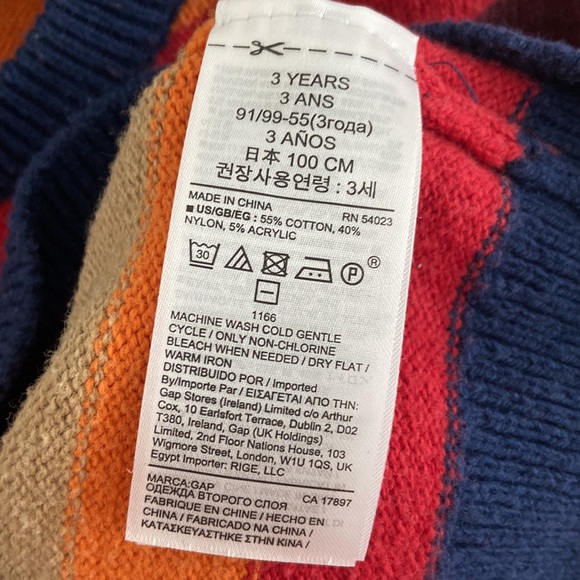 3 YEARS
3 ANS
91/99-55(3года)
3 AÑOS
日本 100 CM
권장사용연령 : 3세
MADE IN CHINA RN 54023
■ US/GB/EG : 55% COTTON, 40%
NYLON, 5% ACRYLIC
30 P ®
1166
MACHINE WASH COLD GENTLE
CYCLE / ONLY NON-CHLORINE
BLEACH WHEN NEEDED / DRY FLAT /
WARM IRON
DISTRIBUIDO POR / Imported
By/Importe Par / ΕΙΣΑΓΕΤΑΙ ΑΠΟ ΤΗΝ:
Gap Stores (Ireland) Limited c/o Arthur
Cox, 10 Earlsfort Terrace, Dublin 2, D02
T380, Ireland, Gap (UK Holdings)
Limited, 2nd Floor Nations House, 103
Wigmore Street, London, W1U 1QS, UK
Egypt Importer: RIGE, LLC
MARCA:GAP CA 17897
ОДЕЖДА ВТОРОГО СЛОЯ
FABRIQUE EN CHINE / HECHO EN
CHINA / FABRICADO NA CHINA /
ΚΑΤΑΣΚΕΥΑΣΤΗΚΕ ΣΤΗΝ ΚΙΝΑ /